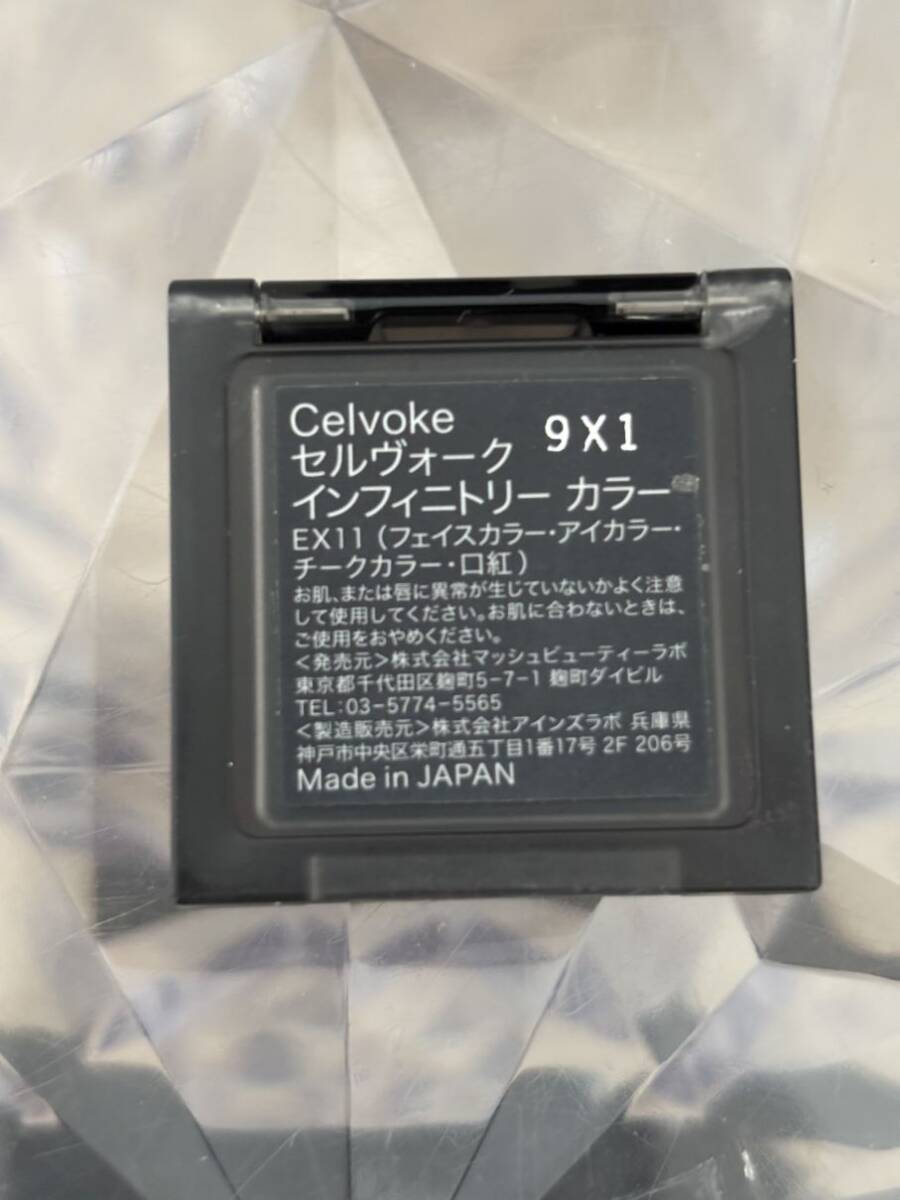 Celvoke 9X1
セルヴォーク
インフィニトリー カラー
EX11 (フェイスカラー・アイカラー・
チークカラー・口紅)
お肌、または唇に異常が生じていないかよく注意
して使用してください。お肌に合わないときは、
ご使用をおやめください。
<発売元>株式会社マッシュビューティーラボ
東京都千代田区麹町5-7-1 麹町ダイビル
TEL:03-5774-5565
<製造販売元>株式会社アインズラボ 兵庫県
神戸市中央区栄町通五丁目1番17号 2F 206号
Made in JAPAN